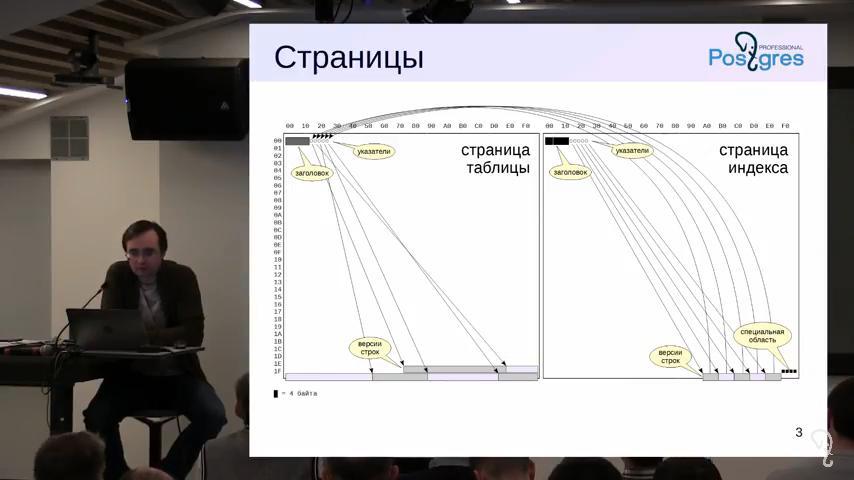 Страницы
PROFESSIONAL
Postgres
00 10 20 30 40 50 60 70 80 90 A0 B0 C0 D0 E0 F0
00 10 20 30 40 50 60 70 80 90 A0 B0 C0 D0 E0 F0
00
01
02
03
04
05
06
07
08
09
0A
0B
0C
0D
0E
0F
10
11
12
13
14
15
16
17
18
19
1A
1B
1C
1D
1E
1F
указатели
заголовок
страница
таблицы
версии
строк
указатели
заголовок
страница
индекса
версии
строк
специальная
область
= 4 байта
3